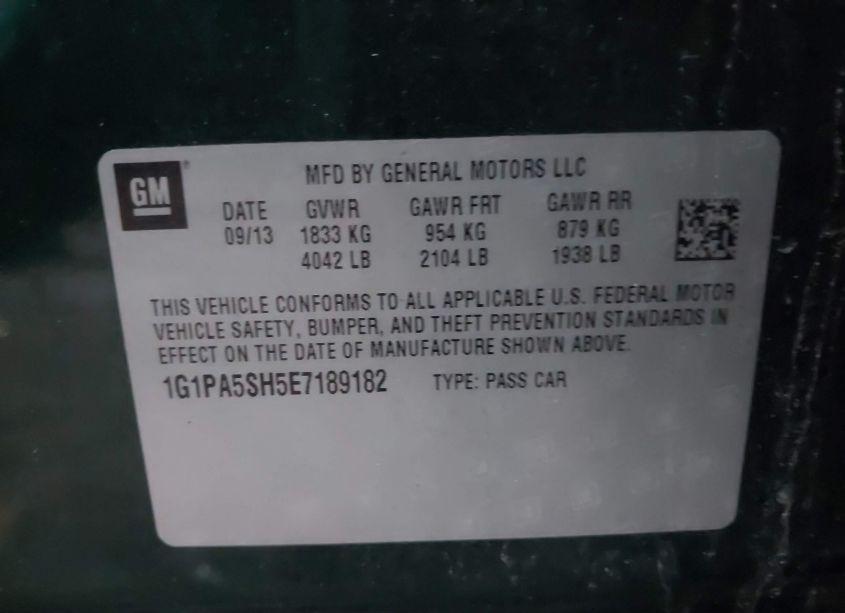 GM
MFD BY GENERAL MOTORS LLC
DATE GVWR GAWR FRT GAWR RR
09/13 1833 KG 954 KG 879 KG
4042 LB 2104 LB 1938 LB
THIS VEHICLE CONFORMS TO ALL APPLICABLE U.S. FEDERAL MOTOR
VEHICLE SAFETY, BUMPER, AND THEFT PREVENTION STANDARDS IN
EFFECT ON THE DATE OF MANUFACTURE SHOWN ABOVE.
1G1PA5SH5E7189182 TYPE: PASS CAR